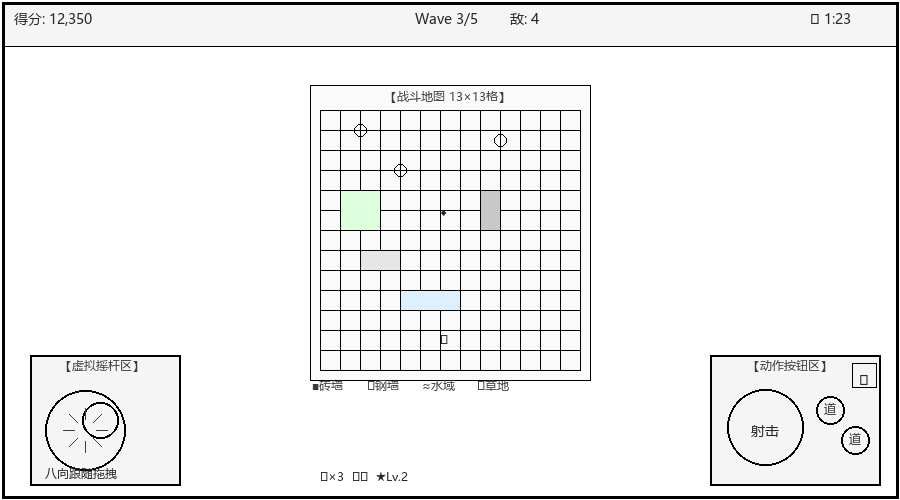 得分: 12,350
Wave 3/5
敌: 4
□ 1:23
【战斗地图 13×13格】
■砖墙
□钢墙
≈水域
□草地
【虚拟摇杆区】
八向跟随拖拽
【动作按钮区】
□
射击
道
道
□×3 □□ ★Lv.2